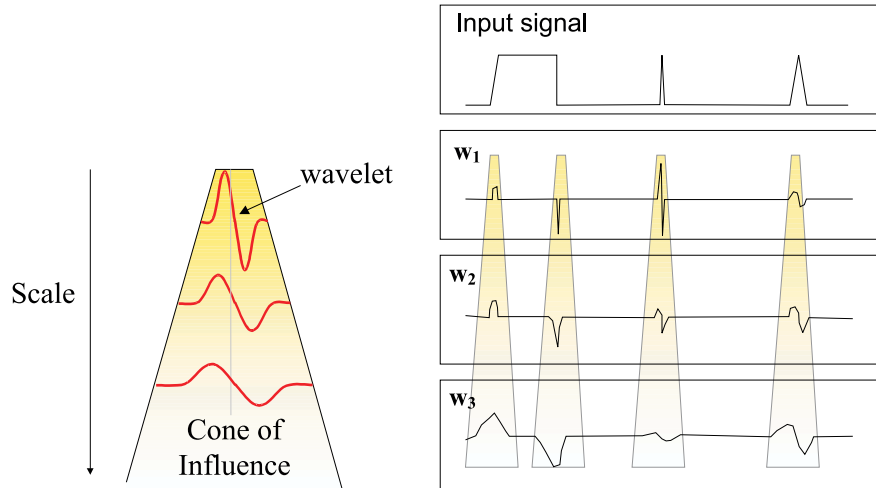 wavelet
Scale
Cone of
Influence
Input signal
w1
w2
w3